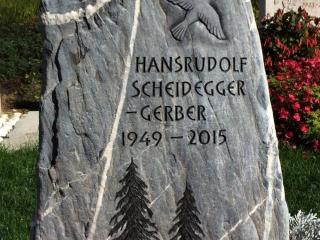 HANSRUDOLF
SCHEIDEGGER
–GERBER
1949 – 2015